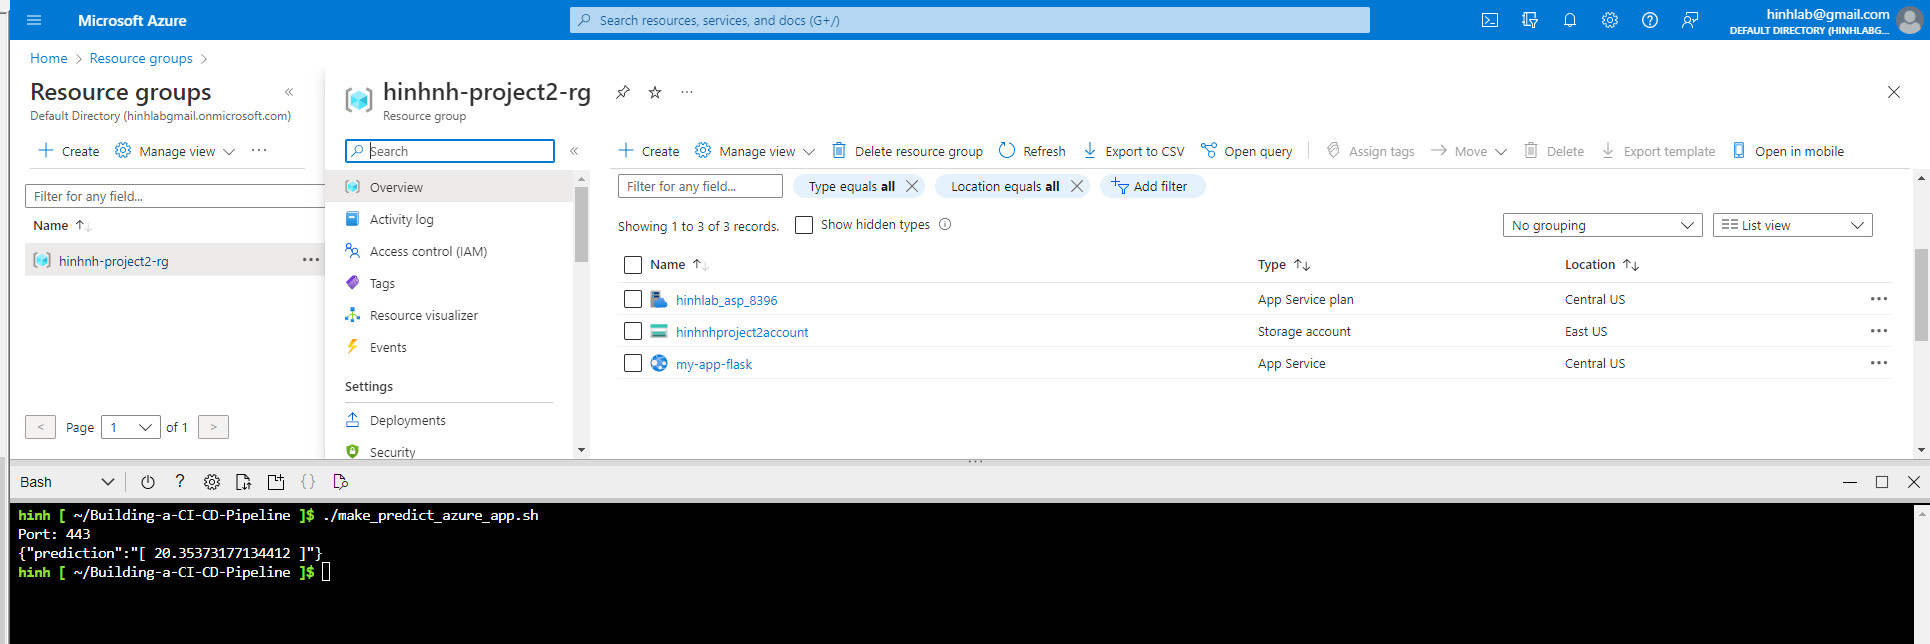 Microsoft Azure
Search resources, services, and docs (G+/)
hinhlab@gmail.com
DEFAULT DIRECTORY (HINHLABG...
Home > Resource groups >
Resource groups
Default Directory (hinhlabgmail.onmicrosoft.com)
Create Manage view ...
Filter for any field...
Name
hinhnh-project2-rg
< Page 1 of 1 >
hinhnh-project2-rg
Resource group
Search
Overview
Activity log
Access control (IAM)
Tags
Resource visualizer
Events
Settings
Deployments
Security
Create Manage view Delete resource group Refresh Export to CSV Open query Assign tags Move Delete Export template Open in mobile
Filter for any field... Type equals all Location equals all Add filter
Showing 1 to 3 of 3 records. Show hidden types
No grouping List view
Name Type Location
hinhlab_asp_8396 App Service plan Central US
hinhnhproject2account Storage account East US
my-app-flask App Service Central US
Bash
hinh [ ~/Building-a-CI-CD-Pipeline ]$ ./make_predict_azure_app.sh
Port: 443
{"prediction":"[ 20.35373177134412 ]"}
hinh [ ~/Building-a-CI-CD-Pipeline ]$